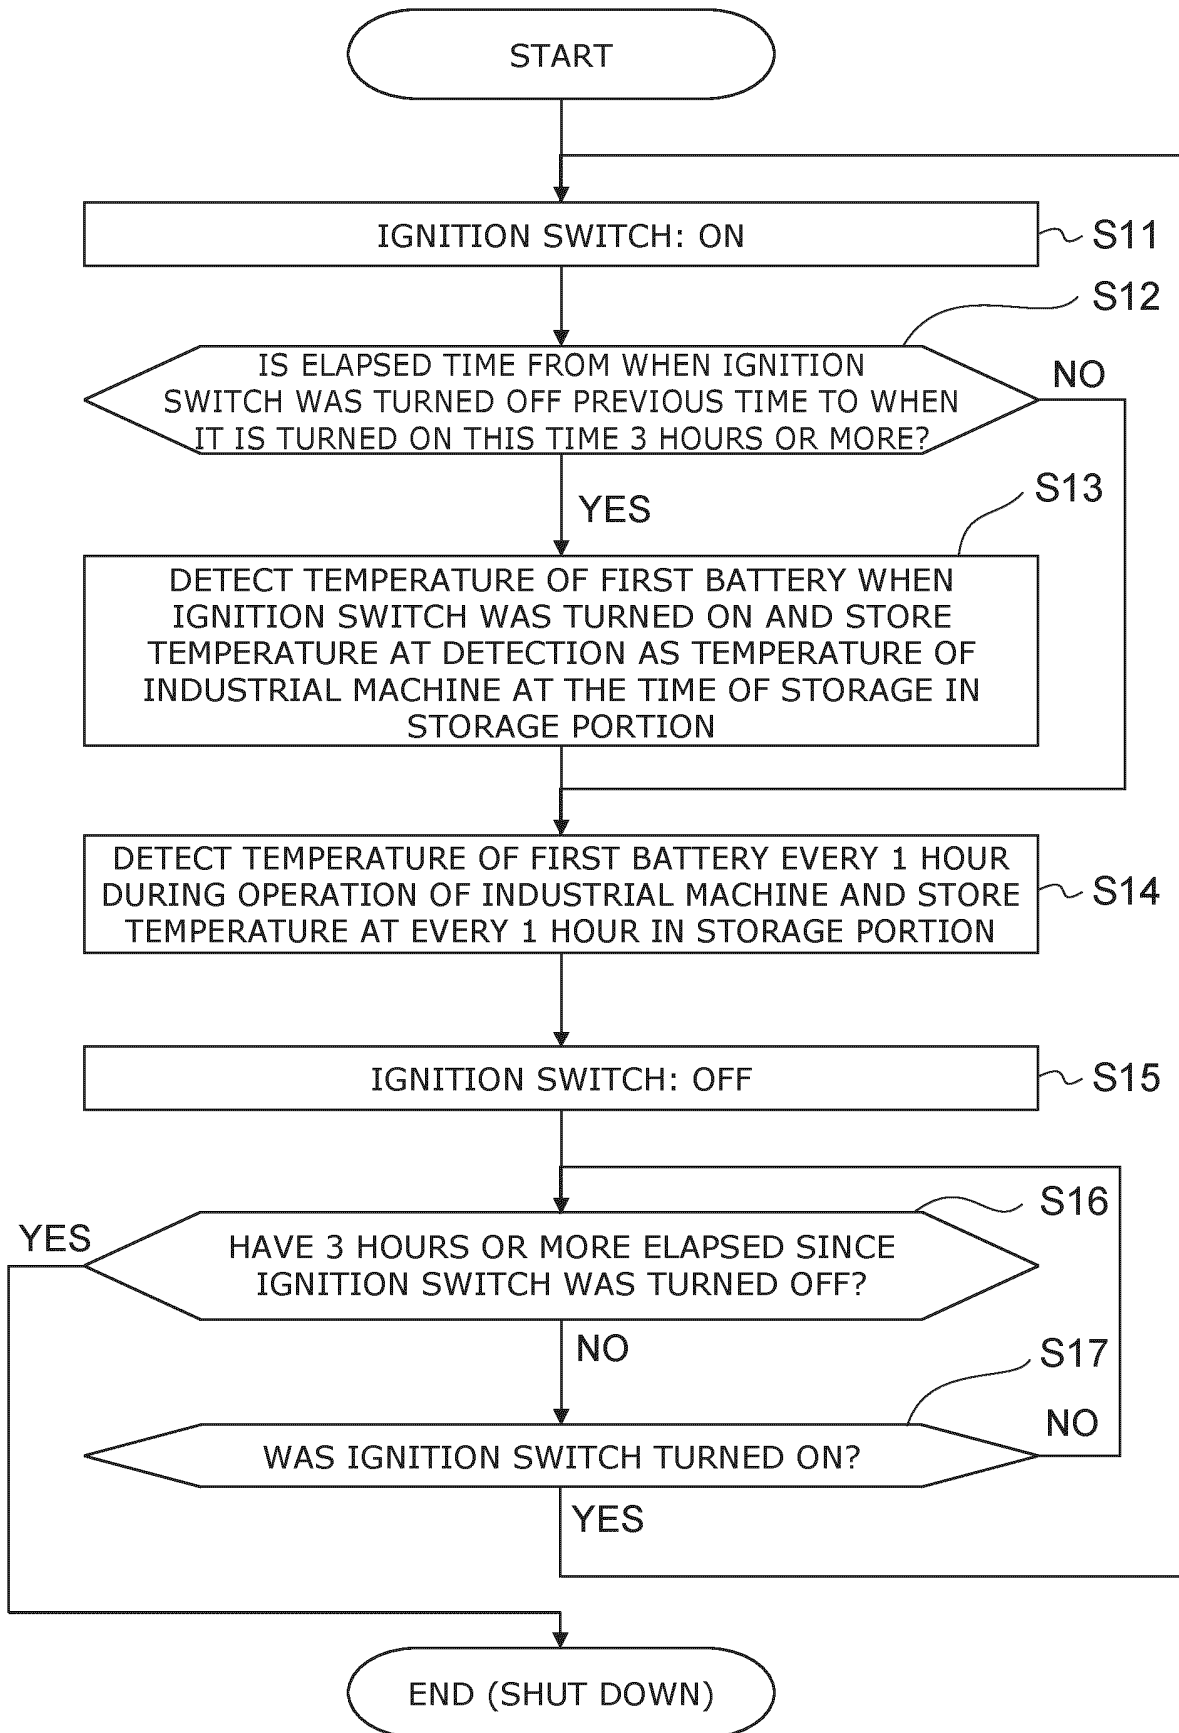 START
IGNITION SWITCH: ON
S11
S12
IS ELAPSED TIME FROM WHEN IGNITION
SWITCH WAS TURNED OFF PREVIOUS TIME TO WHEN
IT IS TURNED ON THIS TIME 3 HOURS OR MORE?
NO
YES
S13
DETECT TEMPERATURE OF FIRST BATTERY WHEN
IGNITION SWITCH WAS TURNED ON AND STORE
TEMPERATURE AT DETECTION AS TEMPERATURE OF
INDUSTRIAL MACHINE AT THE TIME OF STORAGE IN
STORAGE PORTION
DETECT TEMPERATURE OF FIRST BATTERY EVERY 1 HOUR
DURING OPERATION OF INDUSTRIAL MACHINE AND STORE
TEMPERATURE AT EVERY 1 HOUR IN STORAGE PORTION
S14
IGNITION SWITCH: OFF
S15
S16
YES
HAVE 3 HOURS OR MORE ELAPSED SINCE
IGNITION SWITCH WAS TURNED OFF?
NO
S17
NO
WAS IGNITION SWITCH TURNED ON?
YES
END (SHUT DOWN)